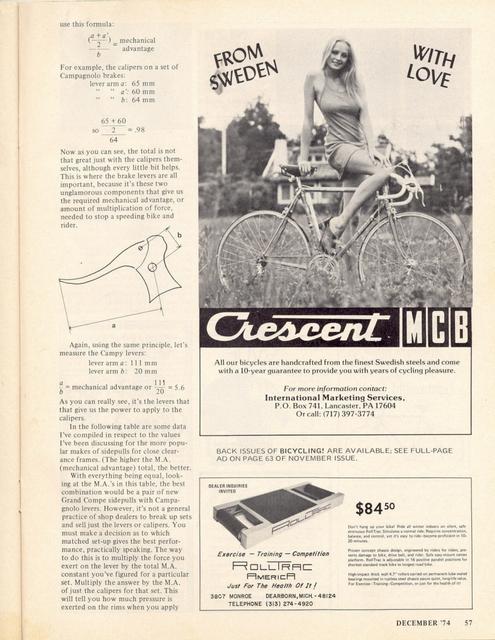 use this formula:
(a + a')
2
b
= mechanical
advantage
For example, the calipers on a set of
Campagnolo brakes:
lever arm a: 65 mm
" " a': 60 mm
" " b: 64 mm
65 + 60
so 2 = .98
64
Now as you can see, the total is not
that great just with the calipers them-
selves, although every little bit helps.
This is where the brake levers are all
important, because it's these two
unglamorous components that give us
the required mechanical advantage, or
amount of multiplication of force,
needed to stop a speeding bike and
rider.
b
a
Again, using the same principle, let's
measure the Campy levers:
lever arm a: 111 mm
lever arm b: 20 mm
a/b = mechanical advantage or 111/20 = 5.6
As you can really see, it's the levers that
that give us the power to apply to the
calipers.
In the following table are some data
I've compiled in respect to the values
I've been discussing for the more popu-
lar makes of sidepulls for close clear-
ance frames. (The higher the M.A.
(mechanical advantage) total, the better.
With everything being equal, look-
ing at the M.A.'s in this table, the best
combination would be a pair of new
Grand Compe sidepulls with Campa-
gnolo levers. However, it's not a general
practice of shop dealers to break up sets
and sell just the levers or calipers. You
must make a decision as to which
matched set-up gives the best perfor-
mance, practically speaking. The way
to do this is to multiply the force you
exert on the lever by the total M.A.
constant you've figured for a particular
set. Multiply the answer by the M.A.
of just the calipers for that set. This
will tell you how much pressure is
exerted on the rims when you apply
FROM
SWEDEN
WITH
LOVE
Crescent MCB
All our bicycles are handcrafted from the finest Swedish steels and come
with a 10-year guarantee to provide you with years of cycling pleasure.
For more information contact:
International Marketing Services,
P.O. Box 741, Lancaster, PA 17604
Or call: (717) 397-3774
BACK ISSUES OF BICYCLING! ARE AVAILABLE; SEE FULL-PAGE
AD ON PAGE 63 OF NOVEMBER ISSUE.
DEALER INQUIRIES
INVITED
ROLLTRAC
Exercise — Training — Competition
ROLLTRAC
AMERICA
Just For The Health Of It!
3807 MONROE DEARBORN, MICH. - 48124
TELEPHONE (313) 274-4920
$84.50
Don't hang up your bike! Ride all winter indoors on silent, safe
DECEMBER '74 57